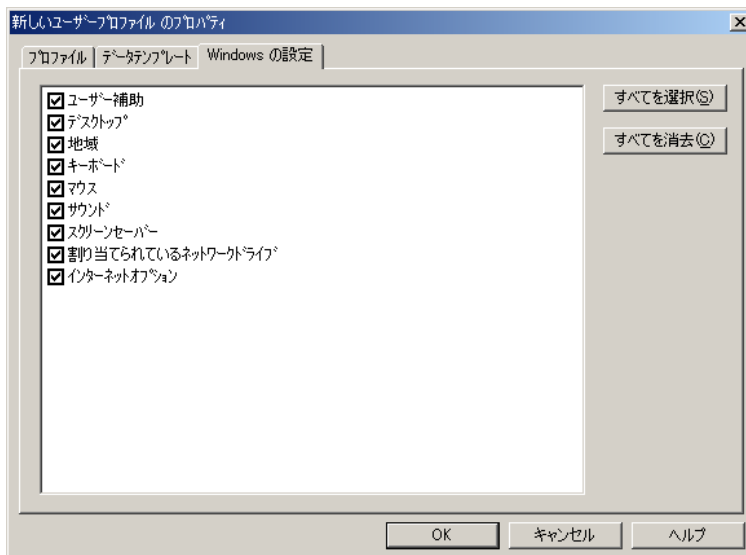 新しいユーザープロファイル のプロパティ
プロファイル データテンプレート Windows の設定
ユーザー補助
デスクトップ
地域
キーボード
マウス
サウンド
スクリーンセーバー
割り当てられているネットワークドライブ
インターネットオプション
すべてを選択(S)
すべてを消去(C)
OK キャンセル ヘルプ